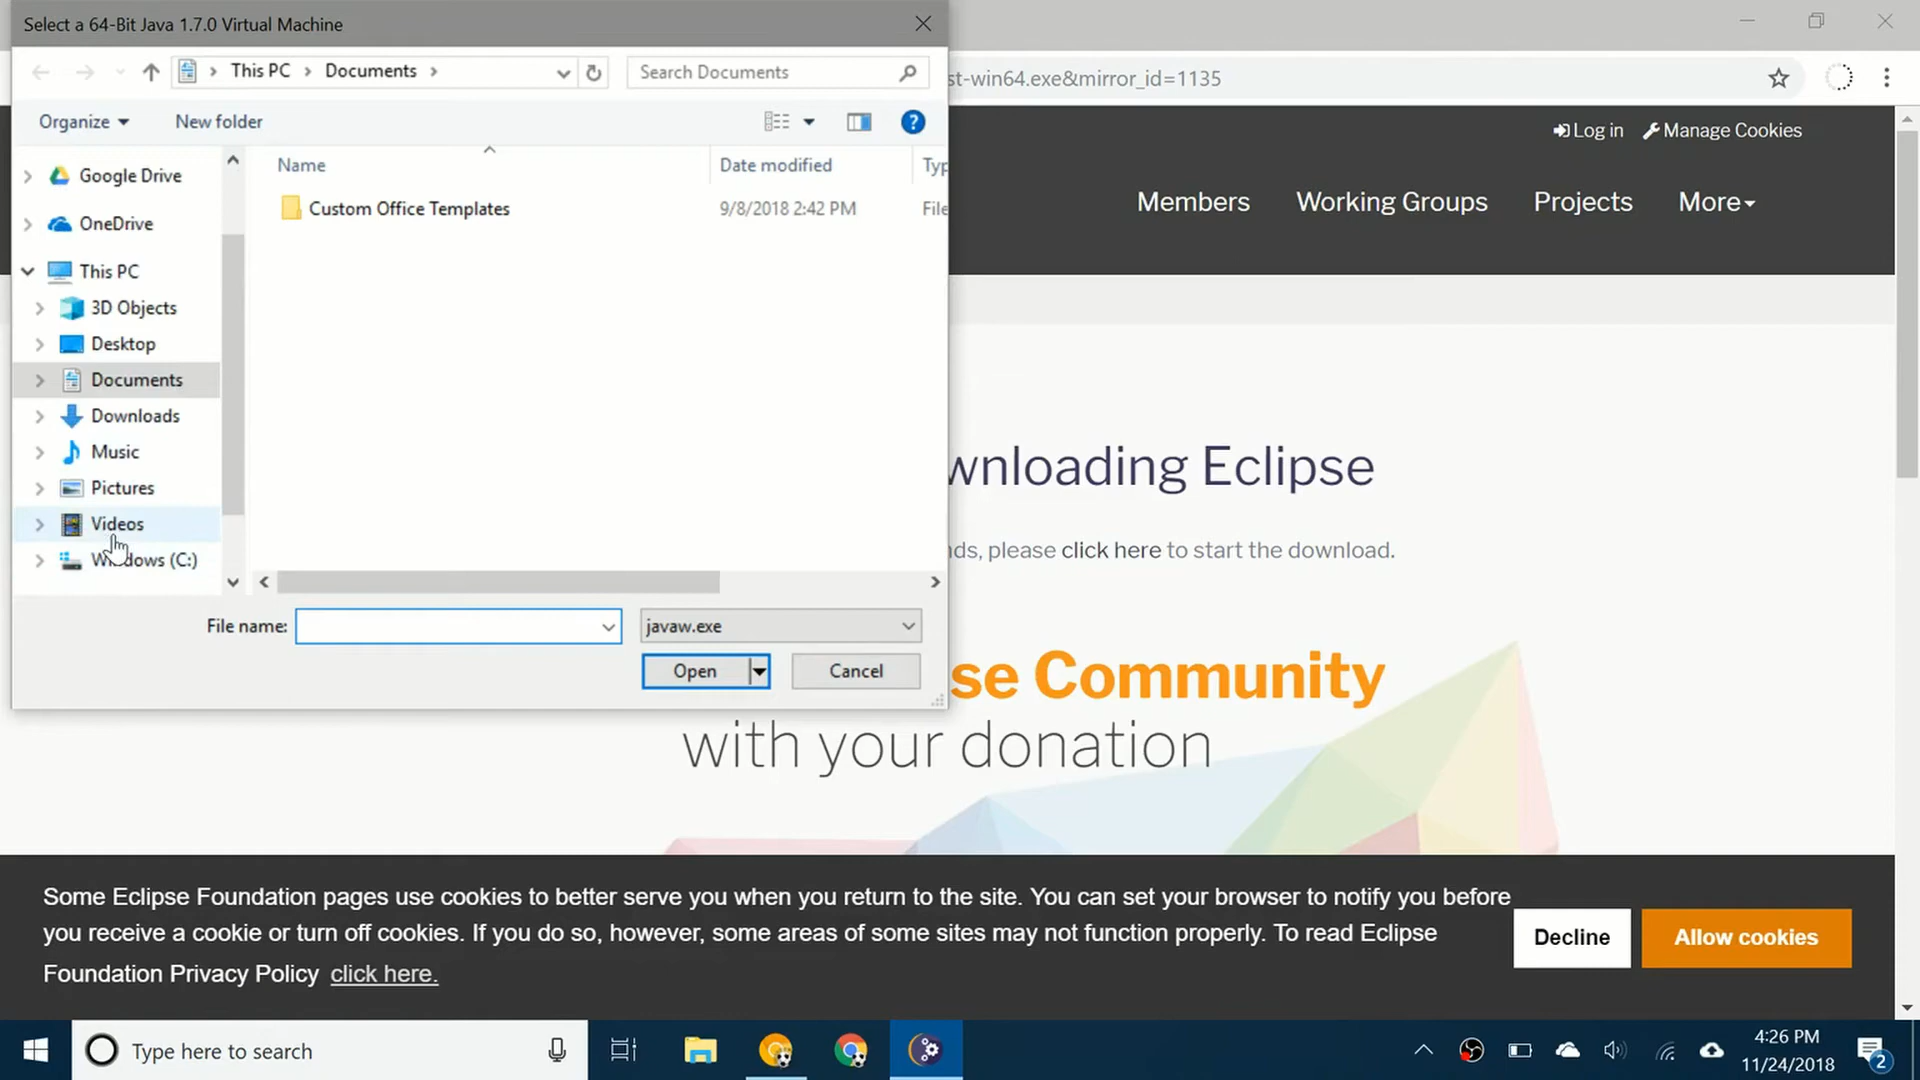 Select a 64-Bit Java 1.7.0 Virtual Machine
This PC > Documents >
Search Documents
st-win64.exe&mirror_id=1135
Organize
New folder
Log in
Manage Cookies
Members
Working Groups
Projects
More
Name
Date modified
Typ
Custom Office Templates
9/8/2018 2:42 PM
File
Google Drive
OneDrive
This PC
3D Objects
Desktop
Documents
Downloads
Music
Pictures
Videos
Windows (C:)
wnloading Eclipse
nds, please click here to start the download.
File name:
javaw.exe
Open
Cancel
se Community
with your donation
Some Eclipse Foundation pages use cookies to better serve you when you return to the site. You can set your browser to notify you before
you receive a cookie or turn off cookies. If you do so, however, some areas of some sites may not function properly. To read Eclipse
Foundation Privacy Policy click here.
Decline
Allow cookies
Type here to search
4:26 PM
11/24/2018
2